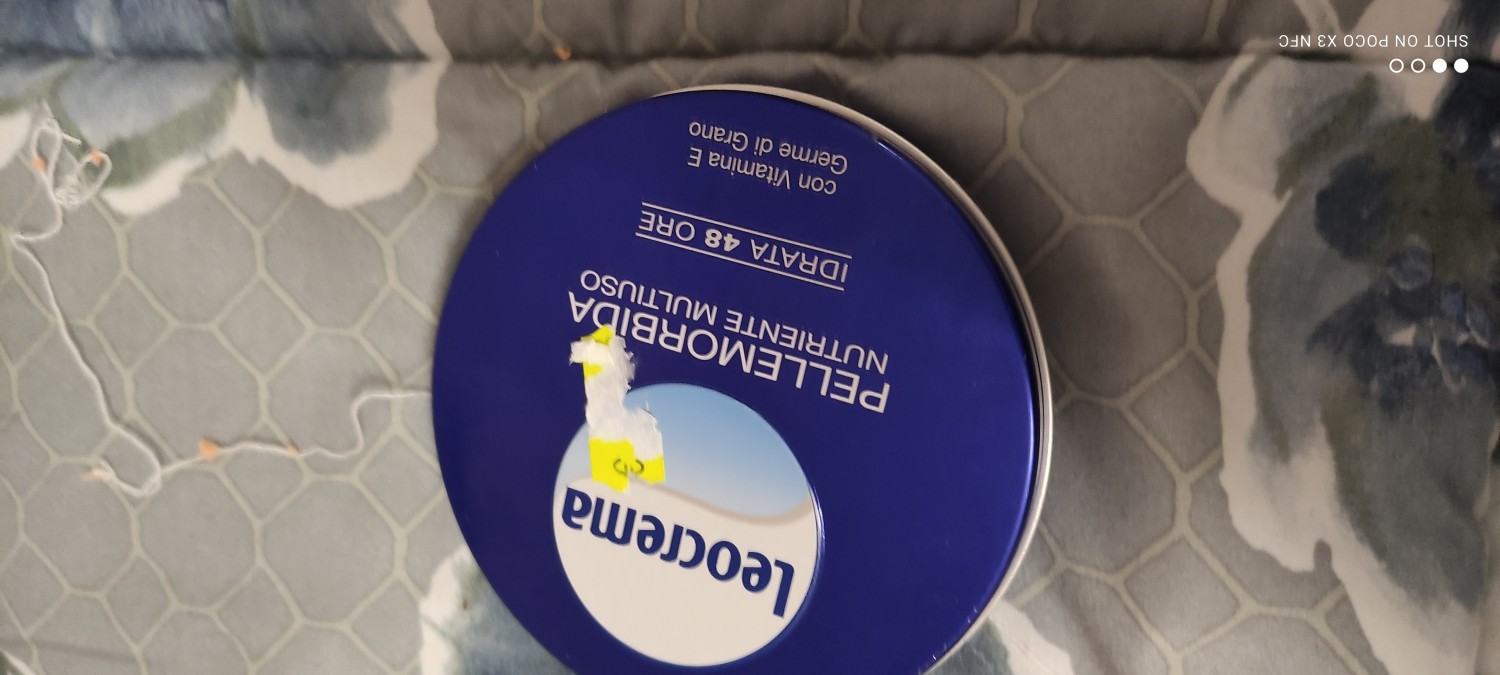 Leocrema
PELLEMORBIDA
NUTRIENTE MULTIUSO
IDRATA 48 ORE
con Vitamina E
Germe di Grano
SHOT ON POCO X3 NFC